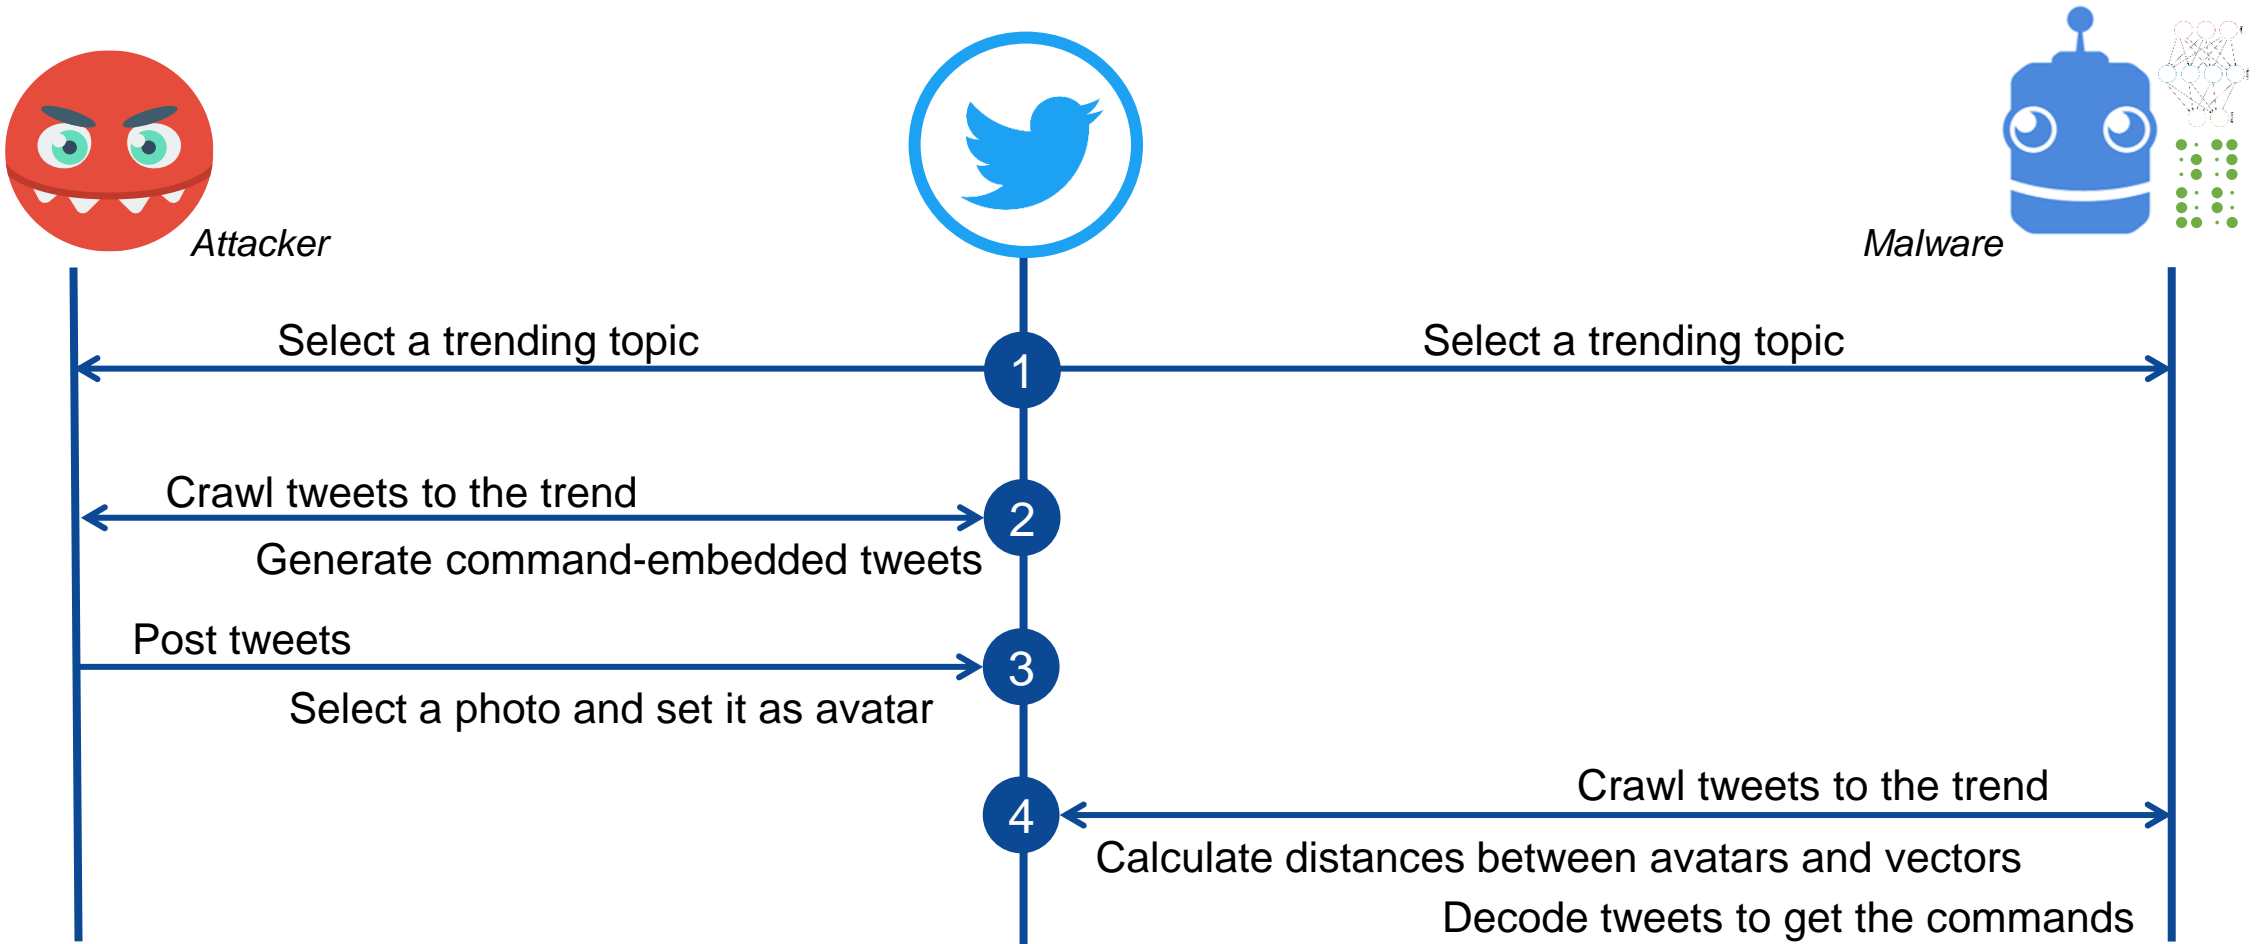 Attacker
Malware
Select a trending topic
Select a trending topic
1
Crawl tweets to the trend
2
Generate command-embedded tweets
Post tweets
3
Select a photo and set it as avatar
Crawl tweets to the trend
4
Calculate distances between avatars and vectors
Decode tweets to get the commands